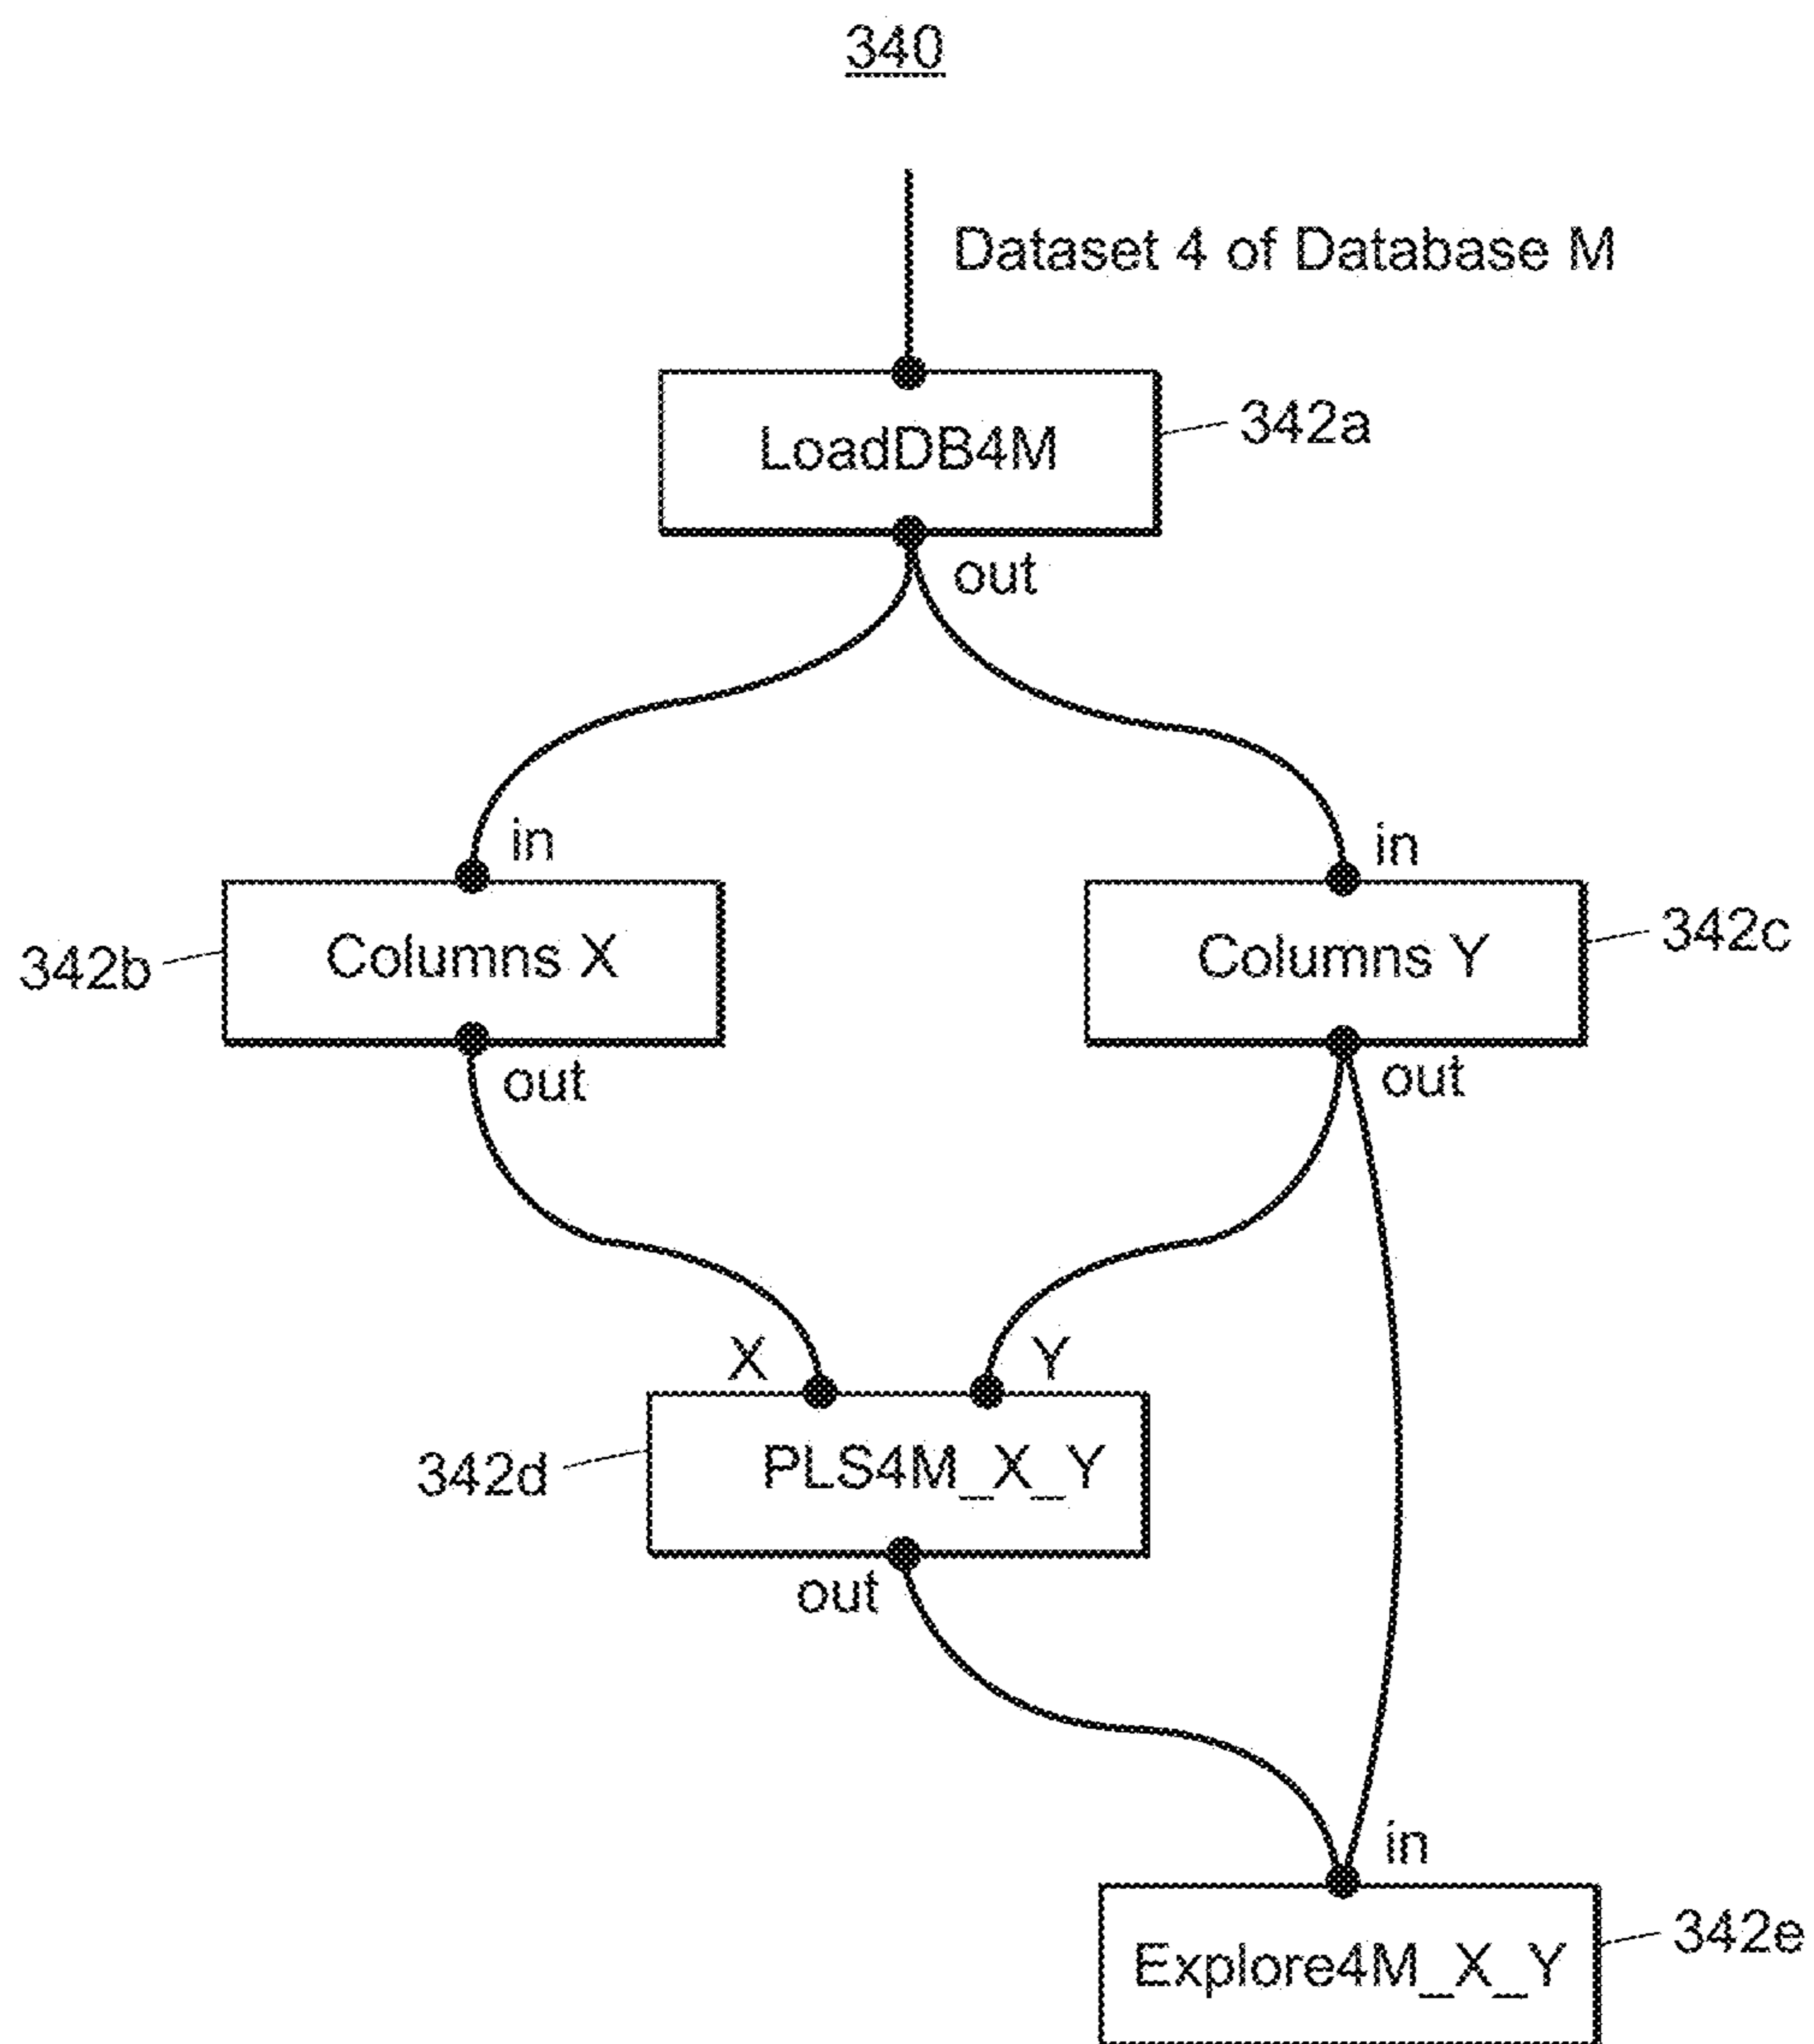 340
Dataset 4 of Database M
LoadDB4M
342a
out
in
in
Columns X
Columns Y
342b
342c
out
out
X
Y
PLS4M_X_Y
342d
out
in
Explore4M_X_Y
342e